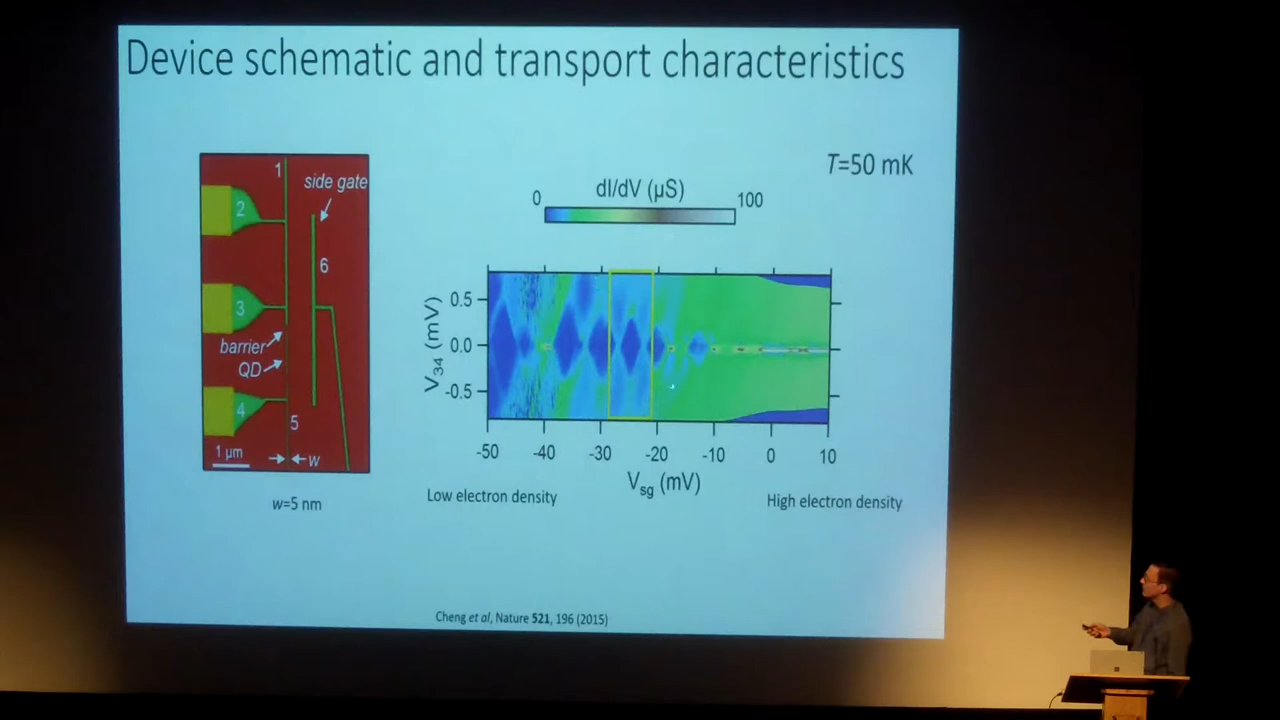 Device schematic and transport characteristics
T=50 mK
1
side gate
2
6
3
barrier
QD
4
5
1 μm
w
w=5 nm
dI/dV (μS)
0
100
V34 (mV)
0.5
0.0
-0.5
-50 -40 -30 -20 -10 0 10
Vsg (mV)
Low electron density
High electron density
Cheng et al, Nature 521, 196 (2015)